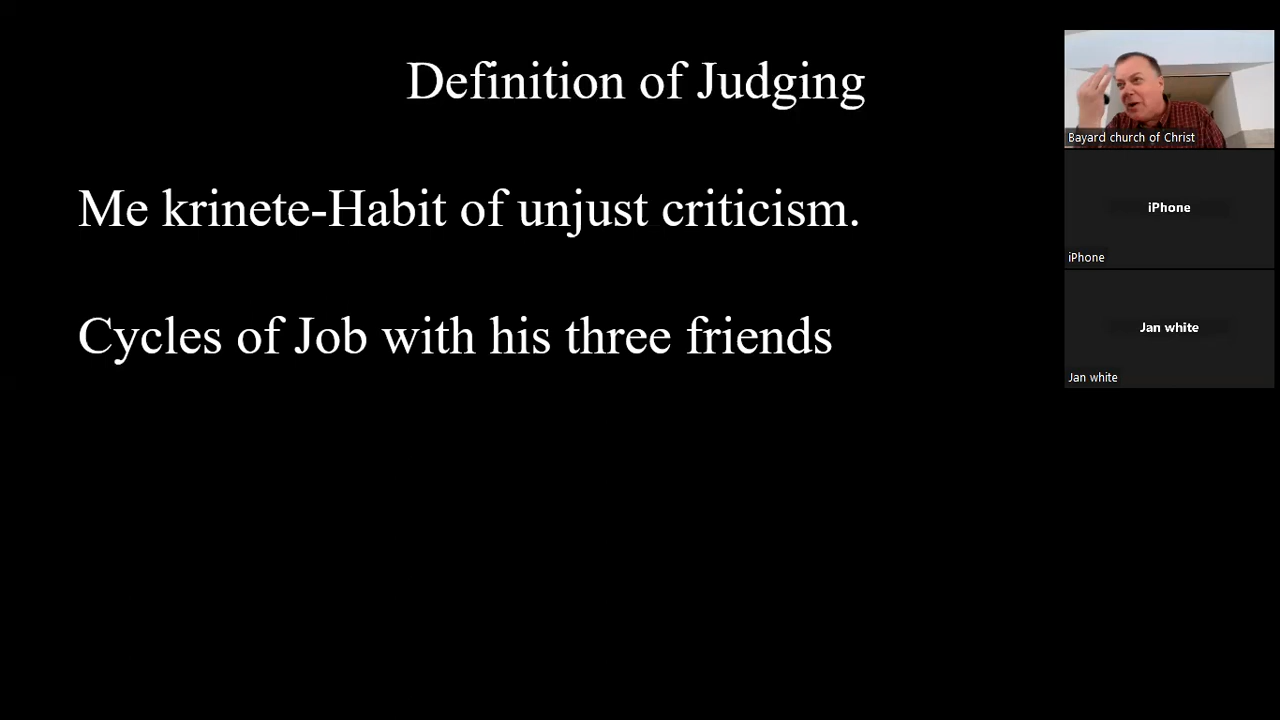 Definition of Judging
Me krinete-Habit of unjust criticism.
Cycles of Job with his three friends
Bayard church of Christ
iPhone
iPhone
Jan white
Jan white